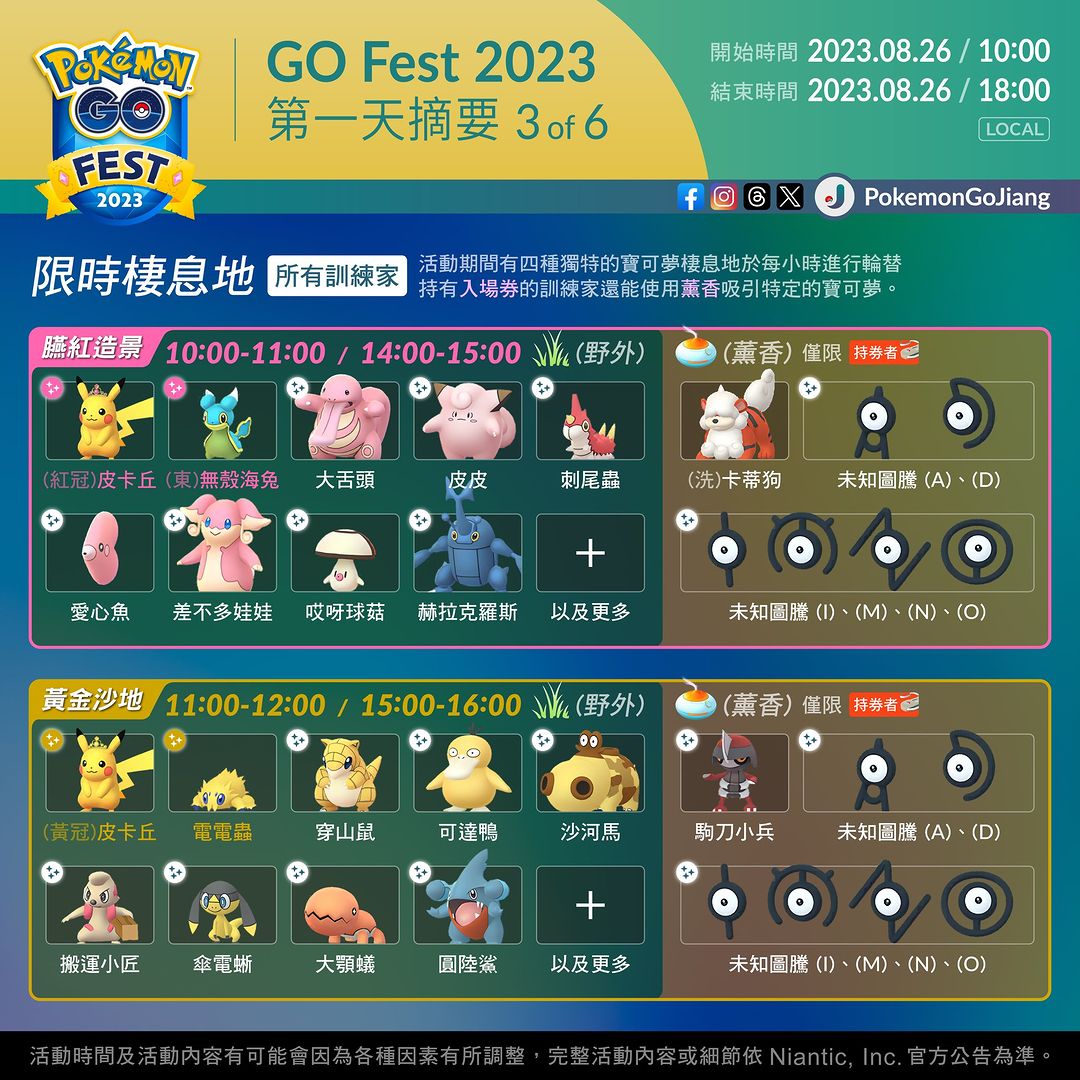 POKÉMON
GO
FEST
2023
GO Fest 2023
第一天摘要 3 of 6
開始時間 2023.08.26 / 10:00
結束時間 2023.08.26 / 18:00
LOCAL
PokemonGoJiang
限時棲息地 所有訓練家
活動期間有四種獨特的寶可夢棲息地於每小時進行輪替
持有入場券的訓練家還能使用薰香吸引特定的寶可夢。
臙紅造景 10:00-11:00 / 14:00-15:00 (野外) (薰香) 僅限 持券者
(紅冠)皮卡丘 (東)無殼海兔 大舌頭 皮皮 刺尾蟲 (洗)卡蒂狗 未知圖騰 (A)、(D)
愛心魚 差不多娃娃 哎呀球菇 赫拉克羅斯 以及更多 未知圖騰 (I)、(M)、(N)、(O)
黃金沙地 11:00-12:00 / 15:00-16:00 (野外) (薰香) 僅限 持券者
(黃冠)皮卡丘 電電蟲 穿山鼠 可達鴨 沙河馬 駒刀小兵 未知圖騰 (A)、(D)
搬運小匠 傘電蜥 大顎蟻 圓陸鯊 以及更多 未知圖騰 (I)、(M)、(N)、(O)
活動時間及活動內容有可能會因為各種因素有所調整，完整活動內容或細節依 Niantic, Inc. 官方公告為準。